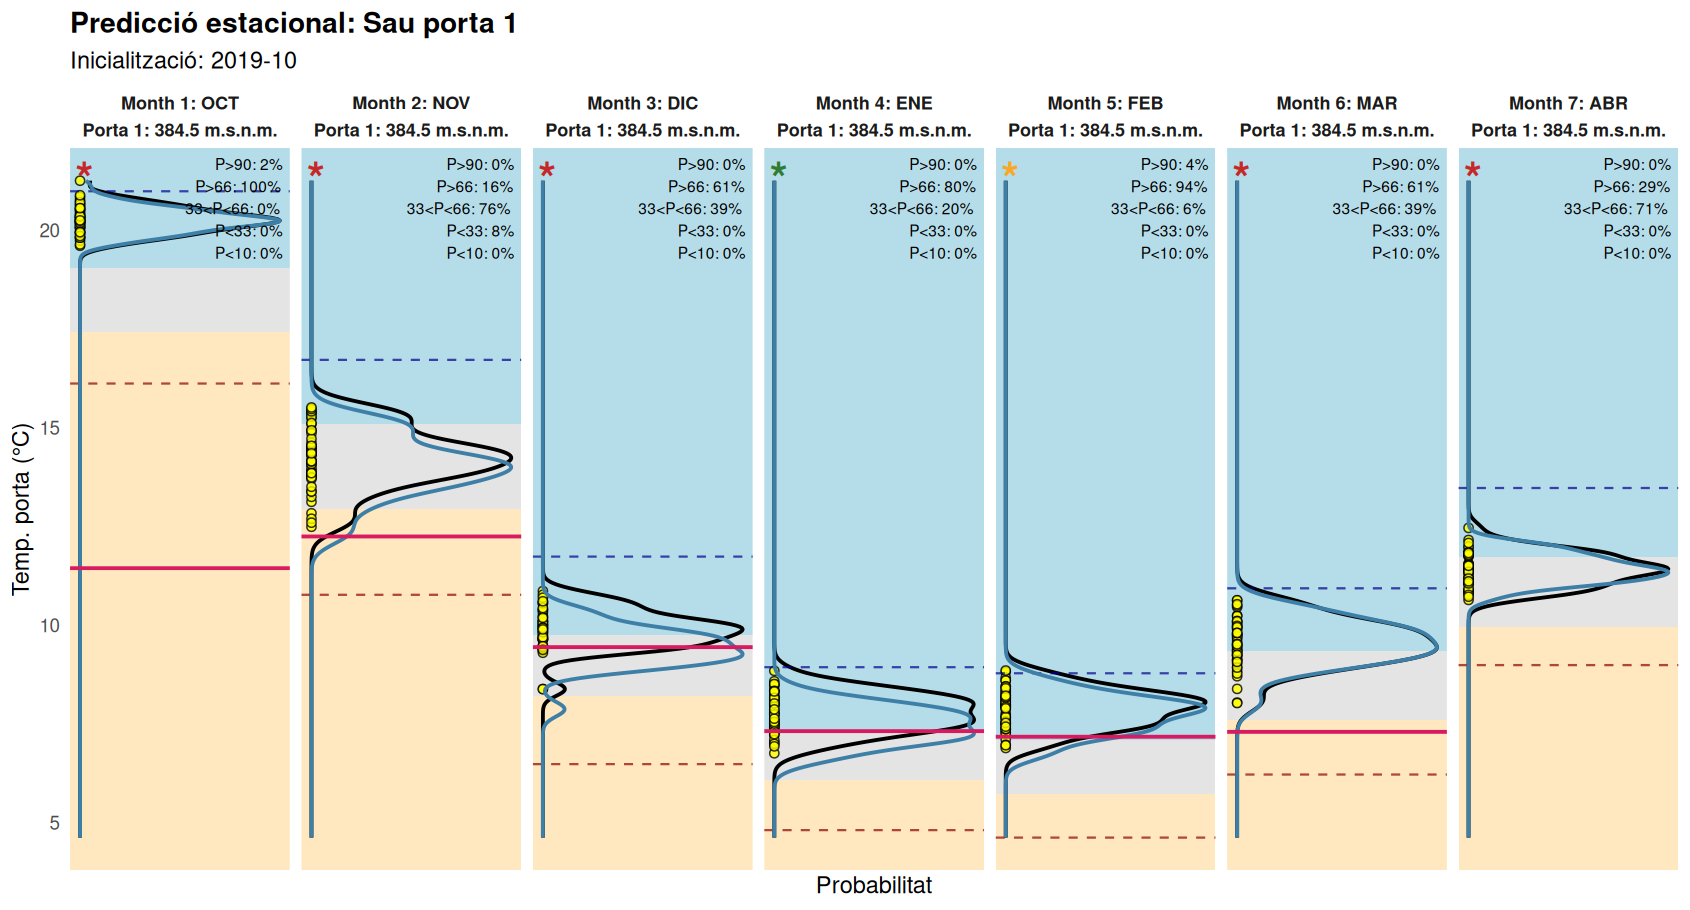 Predicció estacional: Sau porta 1
Inicialització: 2019-10
Month 1: OCT
Porta 1: 384.5 m.s.n.m.
Month 2: NOV
Porta 1: 384.5 m.s.n.m.
Month 3: DIC
Porta 1: 384.5 m.s.n.m.
Month 4: ENE
Porta 1: 384.5 m.s.n.m.
Month 5: FEB
Porta 1: 384.5 m.s.n.m.
Month 6: MAR
Porta 1: 384.5 m.s.n.m.
Month 7: ABR
Porta 1: 384.5 m.s.n.m.
*
P>90: 2%
P>66: 100%
33<P<66: 0%
P<33: 0%
P<10: 0%
*
P>90: 0%
P>66: 16%
33<P<66: 76%
P<33: 8%
P<10: 0%
*
P>90: 0%
P>66: 61%
33<P<66: 39%
P<33: 0%
P<10: 0%
*
P>90: 0%
P>66: 80%
33<P<66: 20%
P<33: 0%
P<10: 0%
*
P>90: 4%
P>66: 94%
33<P<66: 6%
P<33: 0%
P<10: 0%
*
P>90: 0%
P>66: 61%
33<P<66: 39%
P<33: 0%
P<10: 0%
*
P>90: 0%
P>66: 29%
33<P<66: 71%
P<33: 0%
P<10: 0%
Temp. porta (°C)
20
15
10
5
Probabilitat